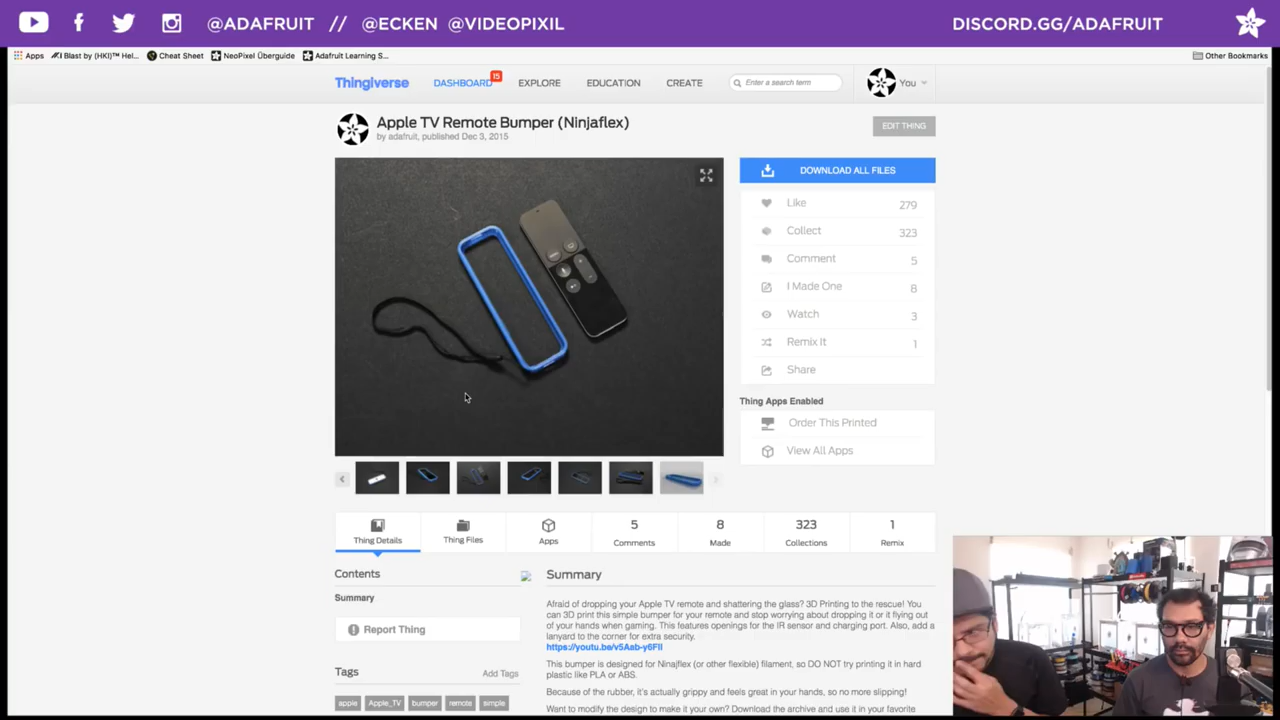 @ADAFRUIT // @ECKEN @VIDEOPIXIL DISCORD.GG/ADAFRUIT
Apps Blast by (HKI)™ Hel... Cheat Sheet NeoPixel Überguide Adafruit Learning S... Other Bookmarks
Thingiverse DASHBOARD 15 EXPLORE EDUCATION CREATE Enter a search term You
Apple TV Remote Bumper (Ninjaflex)
by adafruit, published Dec 3, 2015
EDIT THING
DOWNLOAD ALL FILES
Like 279
Collect 323
Comment 5
I Made One 8
Watch 3
Remix It 1
Share
Thing Apps Enabled
Order This Printed
View All Apps
Thing Details
Thing Files
Apps
5 Comments
8 Made
323 Collections
1 Remix
Contents
Summary
Report Thing
Tags Add Tags
apple Apple_TV bumper remote simple
Summary
Afraid of dropping your Apple TV remote and shattering the glass? 3D Printing to the rescue! You
can 3D print this simple bumper for your remote and stop worrying about dropping it or it flying out
of your hands when gaming. This features openings for the IR sensor and charging port. Also, add a
lanyard to the corner for extra security.
https://youtu.be/v5Aab-y6FlI
This bumper is designed for Ninjaflex (or other flexible) filament, so DO NOT try printing it in hard
plastic like PLA or ABS.
Because of the rubber, it's actually grippy and feels great in your hands, so no more slipping!
Want to modify the design to make it your own? Download the archive and use it in your favorite